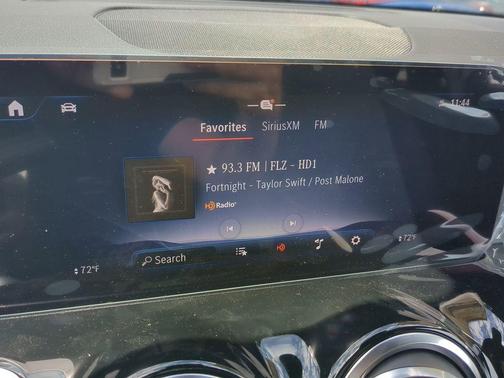 11:44
Favorites SiriusXM FM
★ 93.3 FM | FLZ - HD1
Fortnight - Taylor Swift / Post Malone
HD Radio
72°F
72°F
Search